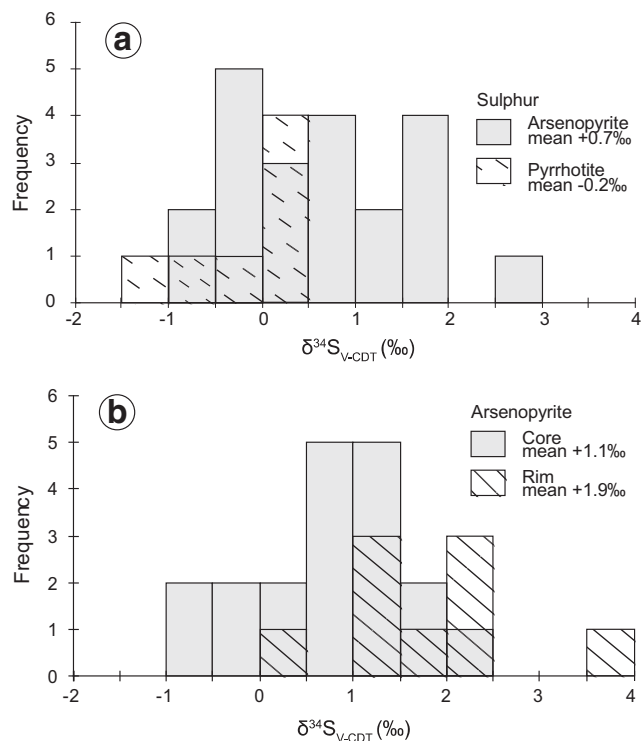 a
6
5
4
3
2
1
0
Frequency
Sulphur
Arsenopyrite
mean +0.7‰
Pyrrhotite
mean -0.2‰
-2 -1 0 1 2 3 4
δ³⁴S_V-CDT (‰)
b
6
5
4
3
2
1
0
Frequency
Arsenopyrite
Core
mean +1.1‰
Rim
mean +1.9‰
-2 -1 0 1 2 3 4
δ³⁴S_V-CDT (‰)